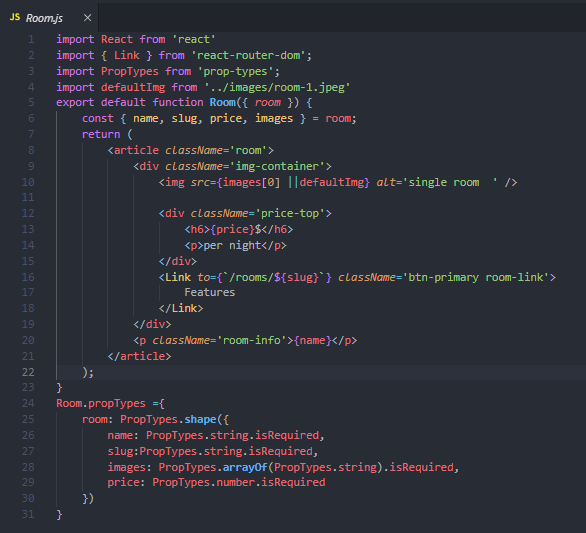 JS Room.js ×
1 import React from 'react'
2 import { Link } from 'react-router-dom';
3 import PropTypes from 'prop-types';
4 import defaultImg from '../images/room-1.jpeg'
5 export default function Room({ room }) {
6     const { name, slug, price, images } = room;
7     return (
8         <article className='room'>
9             <div className='img-container'>
10                 <img src={images[0] ||defaultImg} alt='single room  ' />
11
12                 <div className='price-top'>
13                     <h6>{price}$</h6>
14                     <p>per night</p>
15                 </div>
16                 <Link to={`/rooms/${slug}`} className='btn-primary room-link'>
17                     Features
18                 </Link>
19             </div>
20             <p className='room-info'>{name}</p>
21         </article>
22     );
23 }
24 Room.propTypes ={
25     room: PropTypes.shape({
26         name: PropTypes.string.isRequired,
27         slug:PropTypes.string.isRequired,
28         images: PropTypes.arrayOf(PropTypes.string).isRequired,
29         price: PropTypes.number.isRequired
30     })
31 }